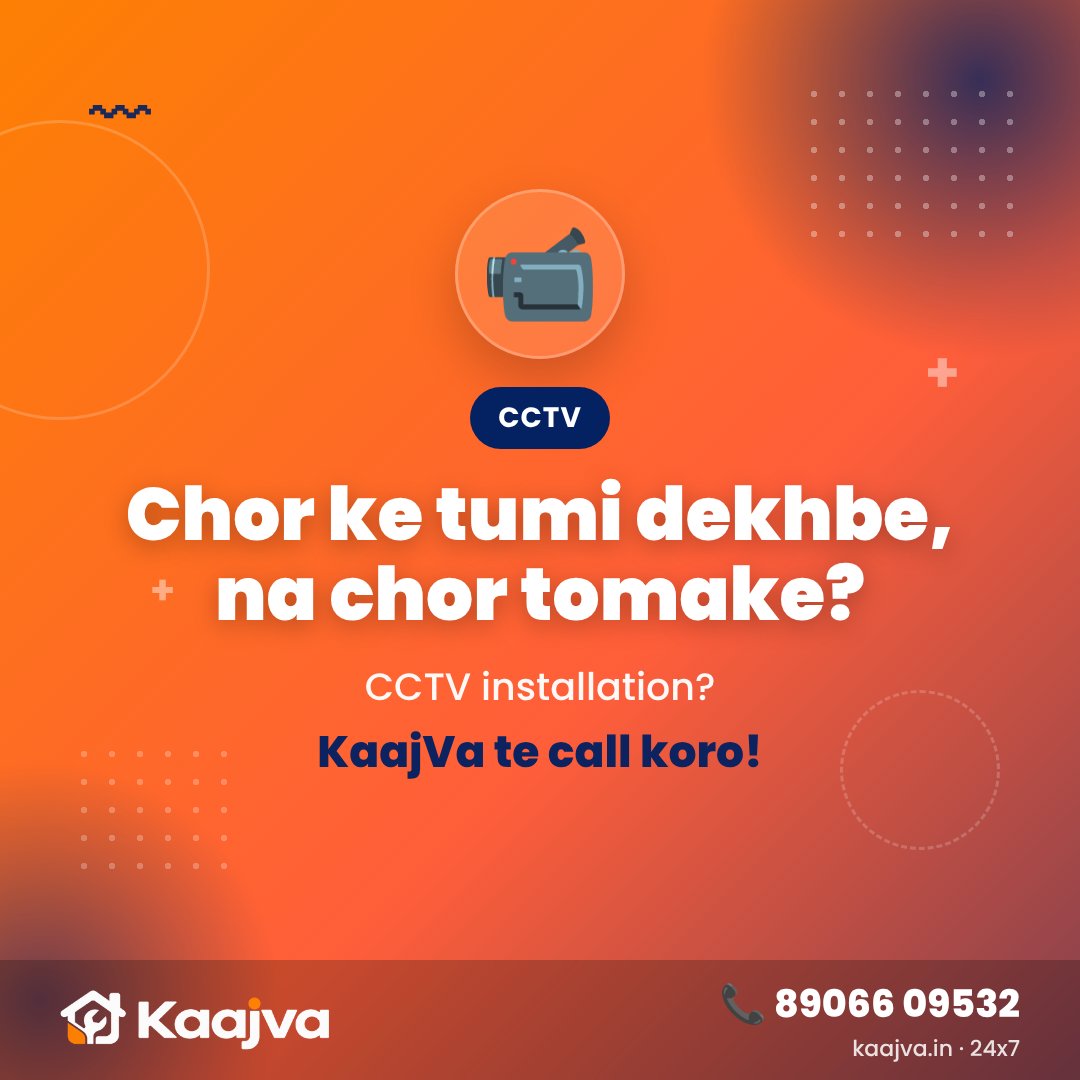 CCTV
Chor ke tumi dekhbe,
na chor tomake?
CCTV installation?
KaajVa te call koro!
Kaajva
89066 09532
kaajva.in · 24x7